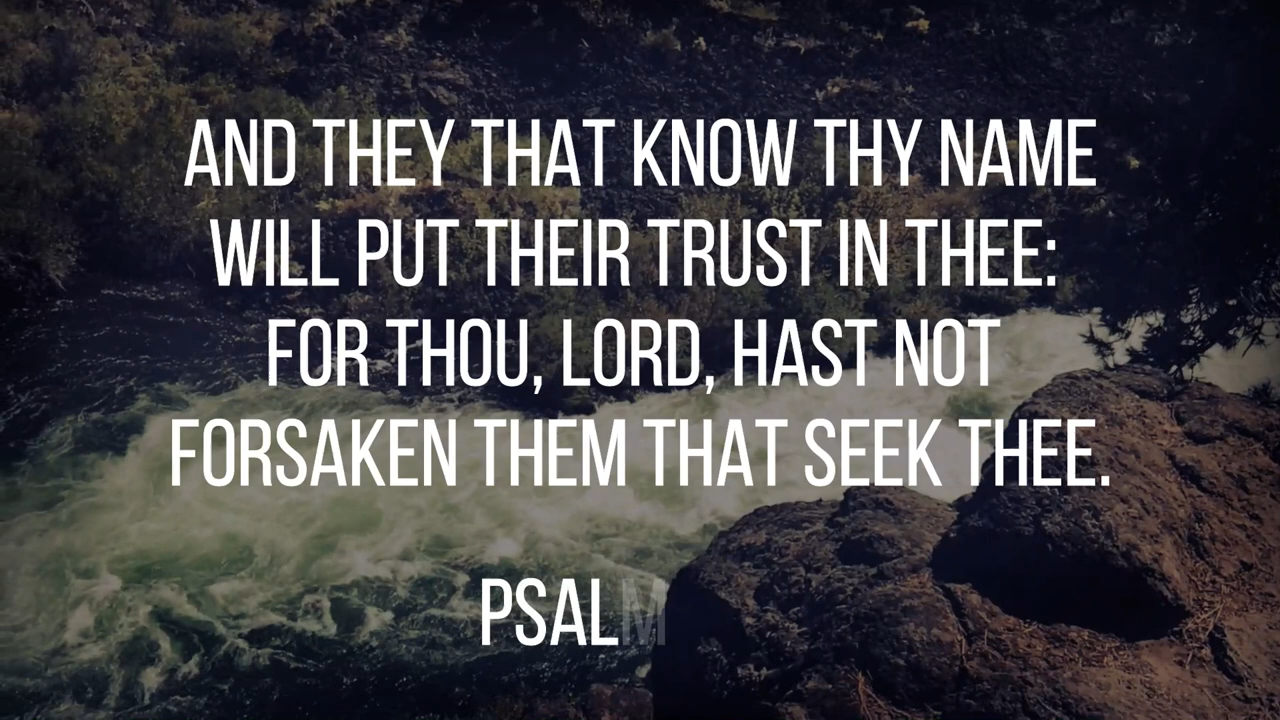 AND THEY THAT KNOW THY NAME
WILL PUT THEIR TRUST IN THEE:
FOR THOU, LORD, HAST NOT
FORSAKEN THEM THAT SEEK THEE.
PSALM